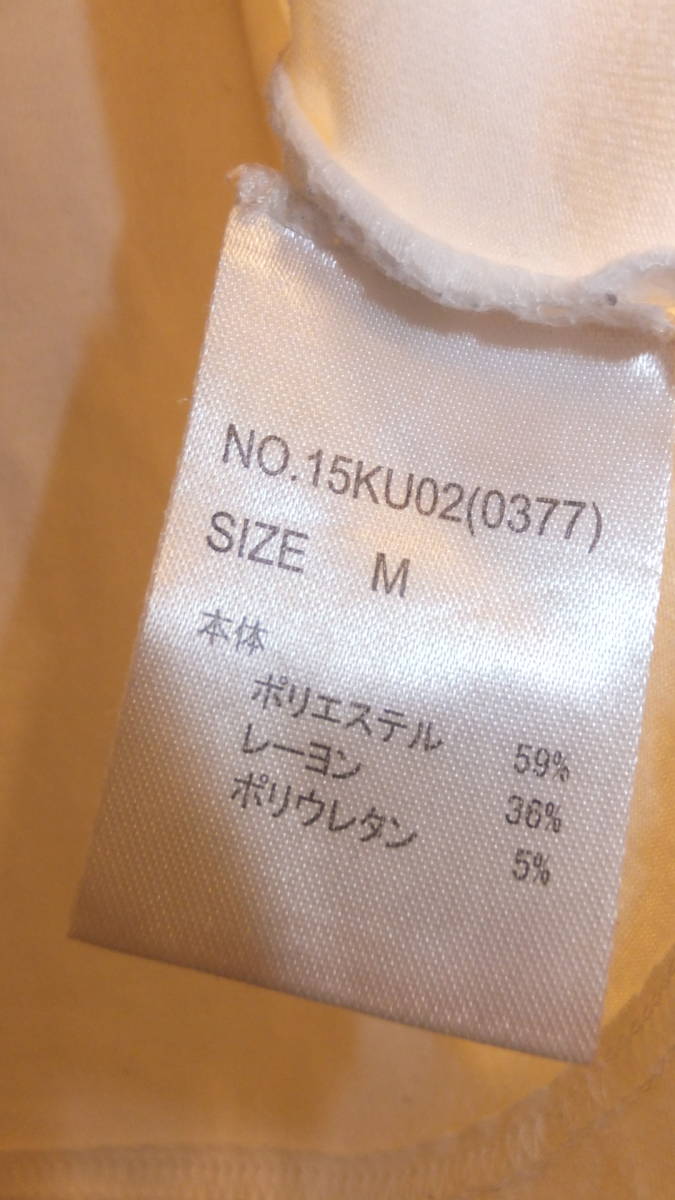 NO.15KU02(0377)
SIZE M
本体
ポリエステル 59%
レーヨン 36%
ポリウレタン 5%